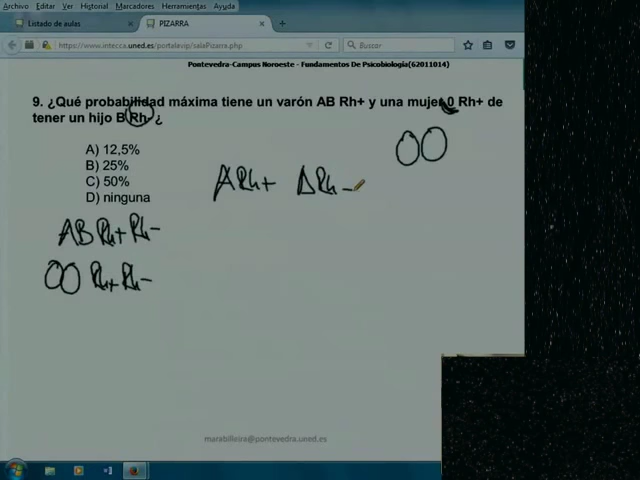 Archivo Editar Ver Historial Marcadores Herramientas Ayuda
Listado de aulas × PIZARRA × +
https://www.intecca.uned.es/portalevip/salaPizarra.php Buscar
Pontevedra-Campus Noroeste - Fundamentos De Psicobiología(62011014)
9. ¿Qué probabilidad máxima tiene un varón AB Rh+ y una mujer 0 Rh+ de
tener un hijo B Rh- ¿
A) 12,5%
B) 25%
C) 50%
D) ninguna
OO
ARh+ ARh-
AB Rh+ Rh-
OO Rh+ Rh-
marabilleira@pontevedra.uned.es